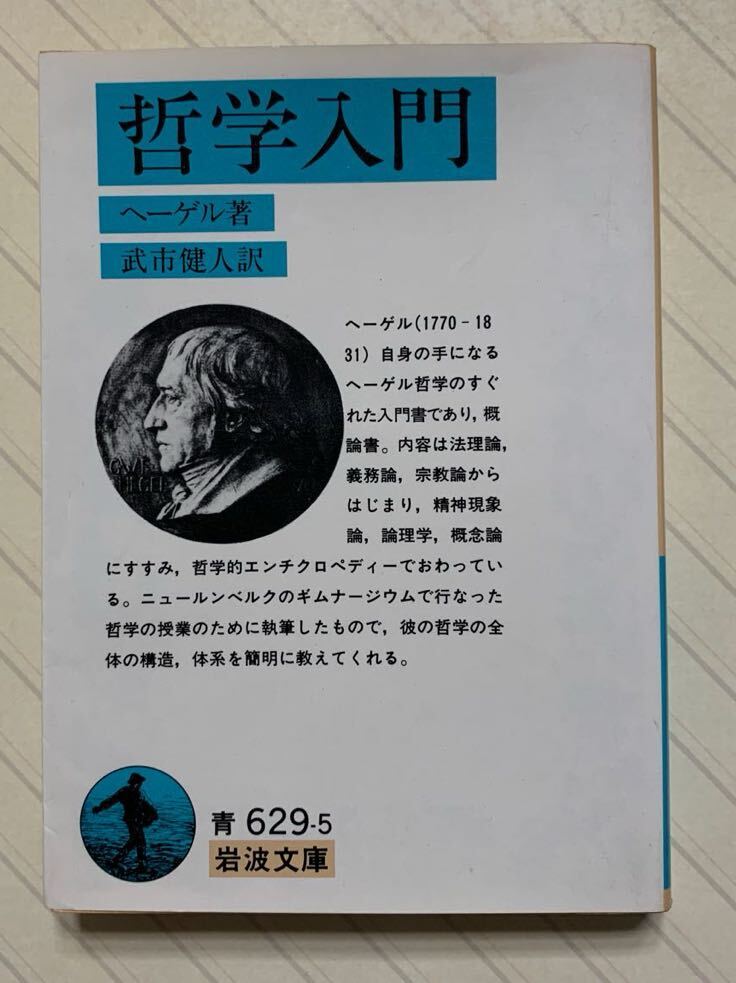 哲学入門
ヘーゲル著
武市健人訳
ヘーゲル(1770-18
31)自身の手になる
ヘーゲル哲学のすぐ
れた入門書であり,概
論書。内容は法理論,
義務論,宗教論から
はじまり,精神現象
論,論理学,概念論
にすすみ,哲学的エンチクロペディーでおわってい
る。ニュールンベルクのギムナージウムで行なった
哲学の授業のために執筆したもので,彼の哲学の全
体の構造,体系を簡明に教えてくれる。
青 629-5
岩波文庫